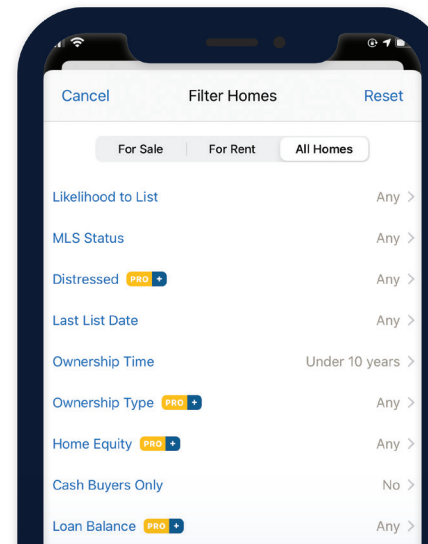 Cancel Filter Homes Reset
For Sale For Rent All Homes
Likelihood to List Any
MLS Status Any
Distressed PRO + Any
Last List Date Any
Ownership Time Under 10 years
Ownership Type PRO + Any
Home Equity PRO + Any
Cash Buyers Only No
Loan Balance PRO + Any